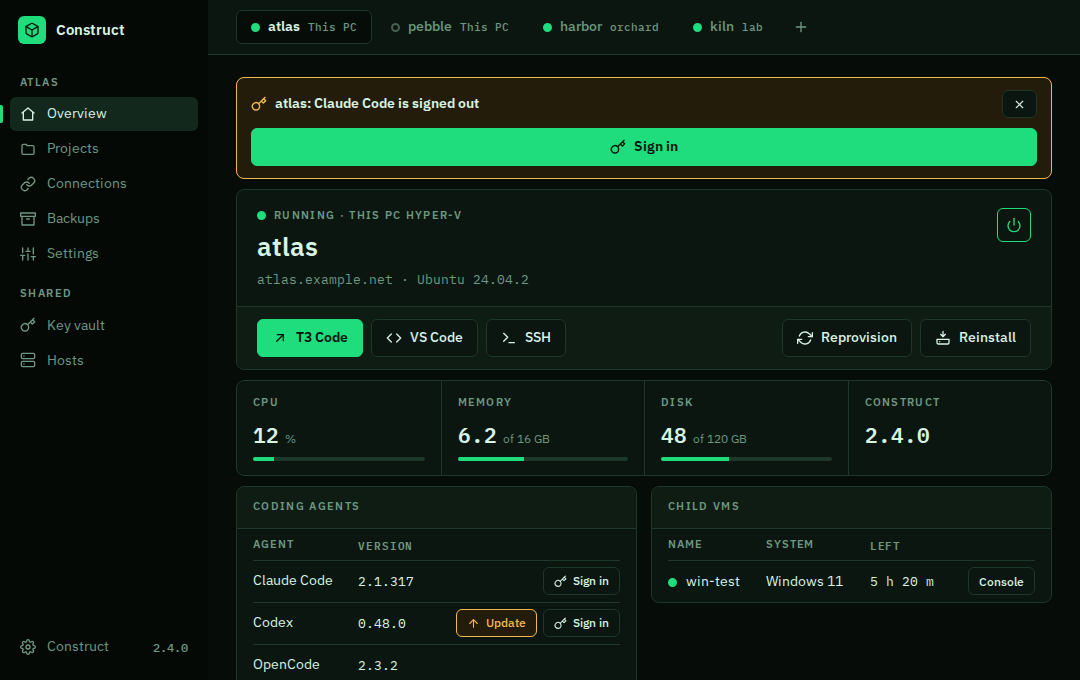 Construct
atlas This PC
pebble This PC
harbor orchard
kiln lab
ATLAS
Overview
Projects
Connections
Backups
Settings
SHARED
Key vault
Hosts
Construct 2.4.0
atlas: Claude Code is signed out
Sign in
RUNNING · THIS PC HYPER-V
atlas
atlas.example.net · Ubuntu 24.04.2
T3 Code
VS Code
SSH
Reprovision
Reinstall
CPU
12 %
MEMORY
6.2 of 16 GB
DISK
48 of 120 GB
CONSTRUCT
2.4.0
CODING AGENTS
AGENT VERSION
Claude Code 2.1.317 Sign in
Codex 0.48.0 Update Sign in
OpenCode 2.3.2
CHILD VMS
NAME SYSTEM LEFT
win-test Windows 11 5 h 20 m Console